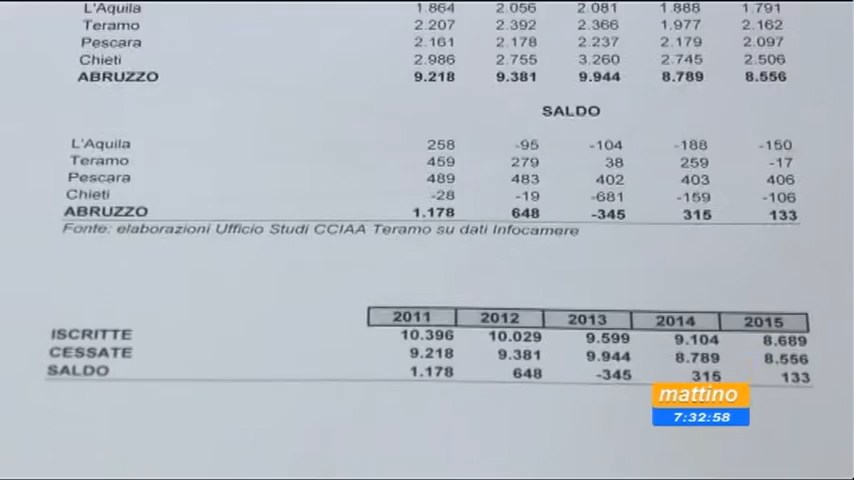 L'Aquila 1.864 2.056 2.081 1.888 1.791
Teramo 2.207 2.392 2.366 1.977 2.162
Pescara 2.161 2.178 2.237 2.179 2.097
Chieti 2.986 2.755 3.260 2.745 2.506
ABRUZZO 9.218 9.381 9.944 8.789 8.556
SALDO
L'Aquila 258 -95 -104 -188 -150
Teramo 459 279 38 259 -17
Pescara 489 483 402 403 406
Chieti -28 -19 -681 -159 -106
ABRUZZO 1.178 648 -345 315 133
Fonte: elaborazioni Ufficio Studi CCIAA Teramo su dati Infocamere
2011 2012 2013 2014 2015
ISCRITTE 10.396 10.029 9.599 9.104 8.689
CESSATE 9.218 9.381 9.944 8.789 8.556
SALDO 1.178 648 -345 315 133
mattino
7:32:58